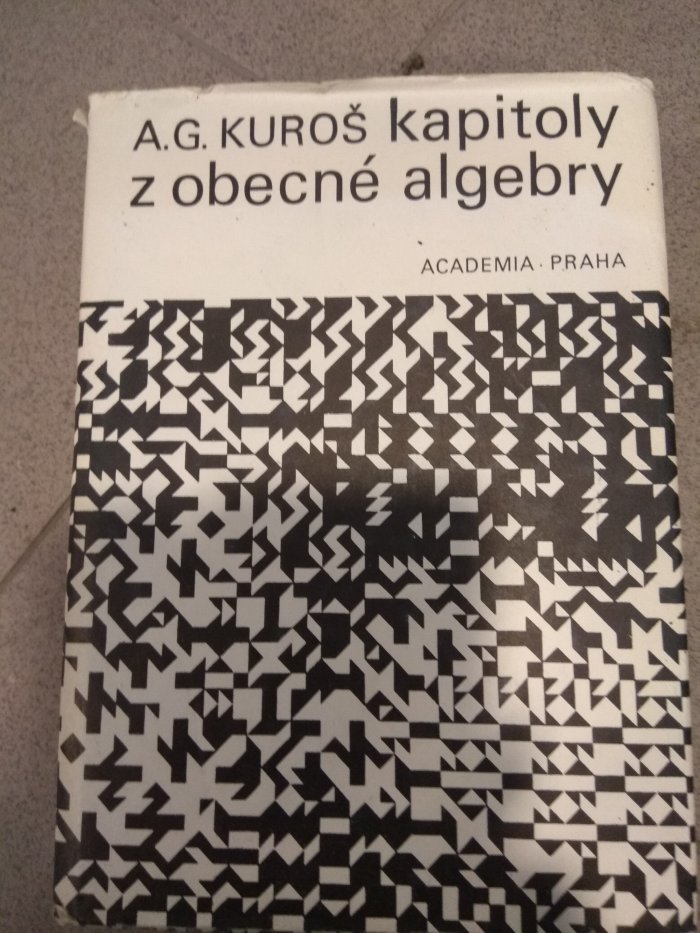 A.G. KUROŠ kapitoly
z obecné algebry
ACADEMIA · PRAHA